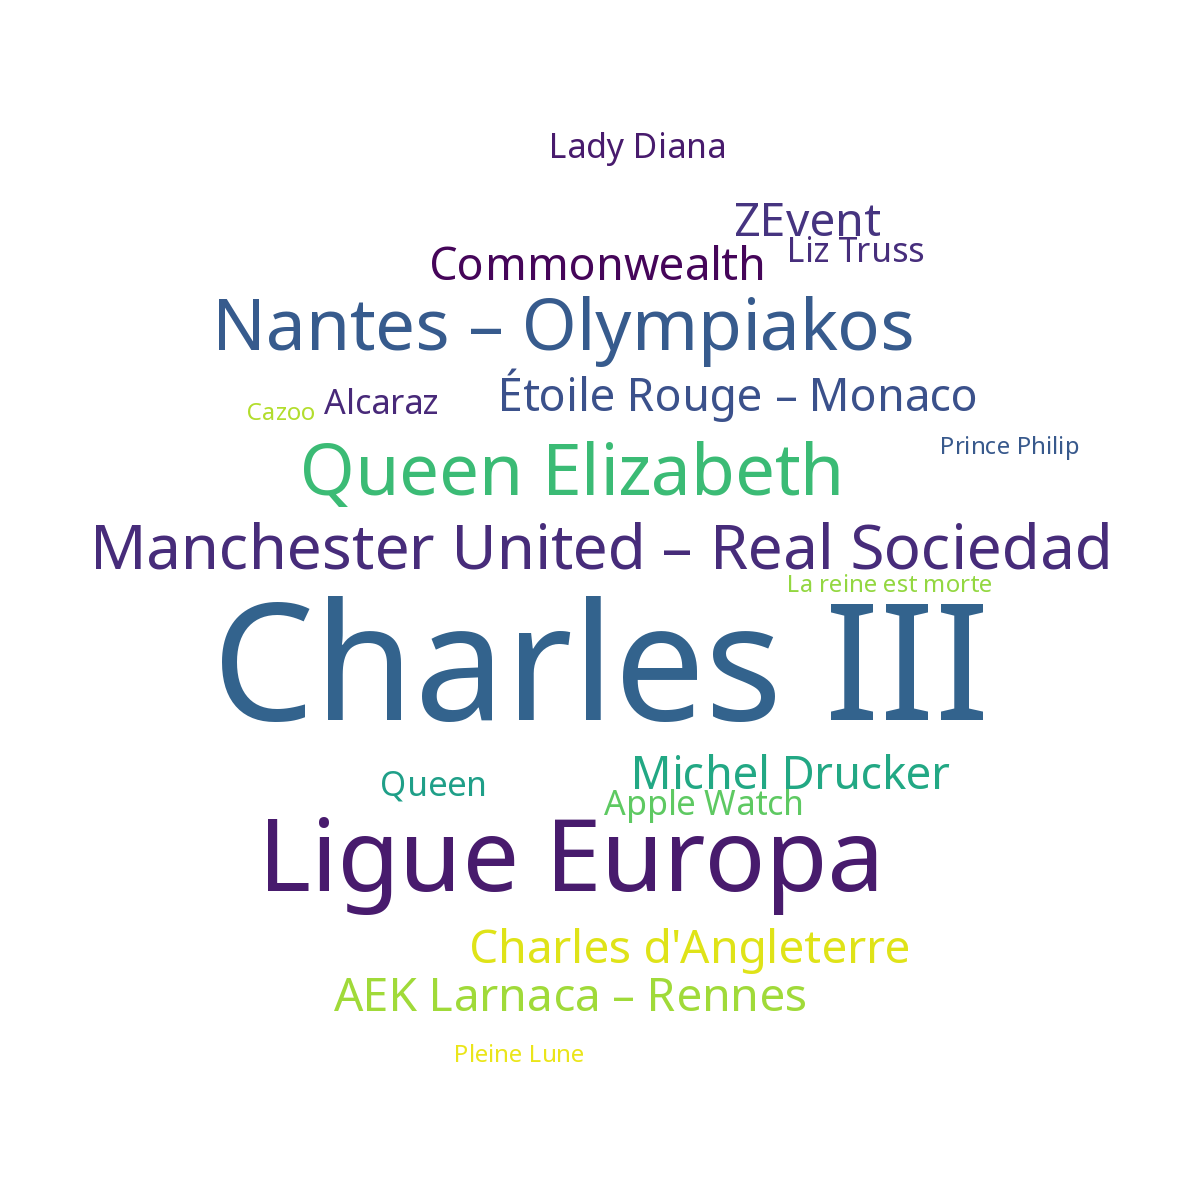 Lady Diana
ZEvent
Liz Truss
Commonwealth
Nantes – Olympiakos
Étoile Rouge – Monaco
Cazoo
Alcaraz
Prince Philip
Queen Elizabeth
Manchester United – Real Sociedad
La reine est morte
Charles III
Michel Drucker
Queen
Apple Watch
Ligue Europa
Charles d'Angleterre
AEK Larnaca – Rennes
Pleine Lune